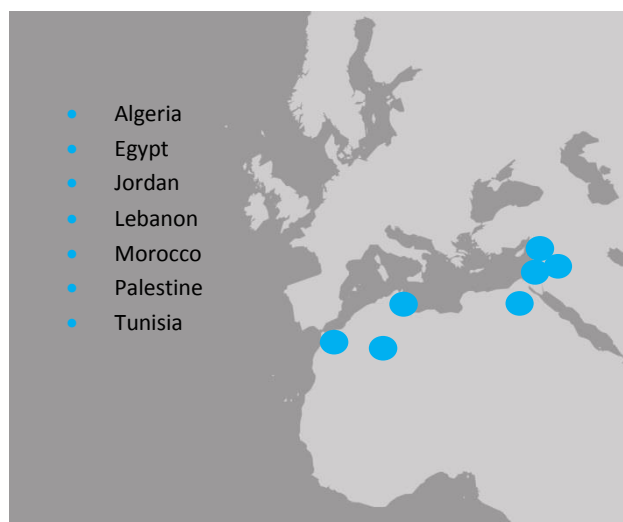 Algeria
Egypt
Jordan
Lebanon
Morocco
Palestine
Tunisia